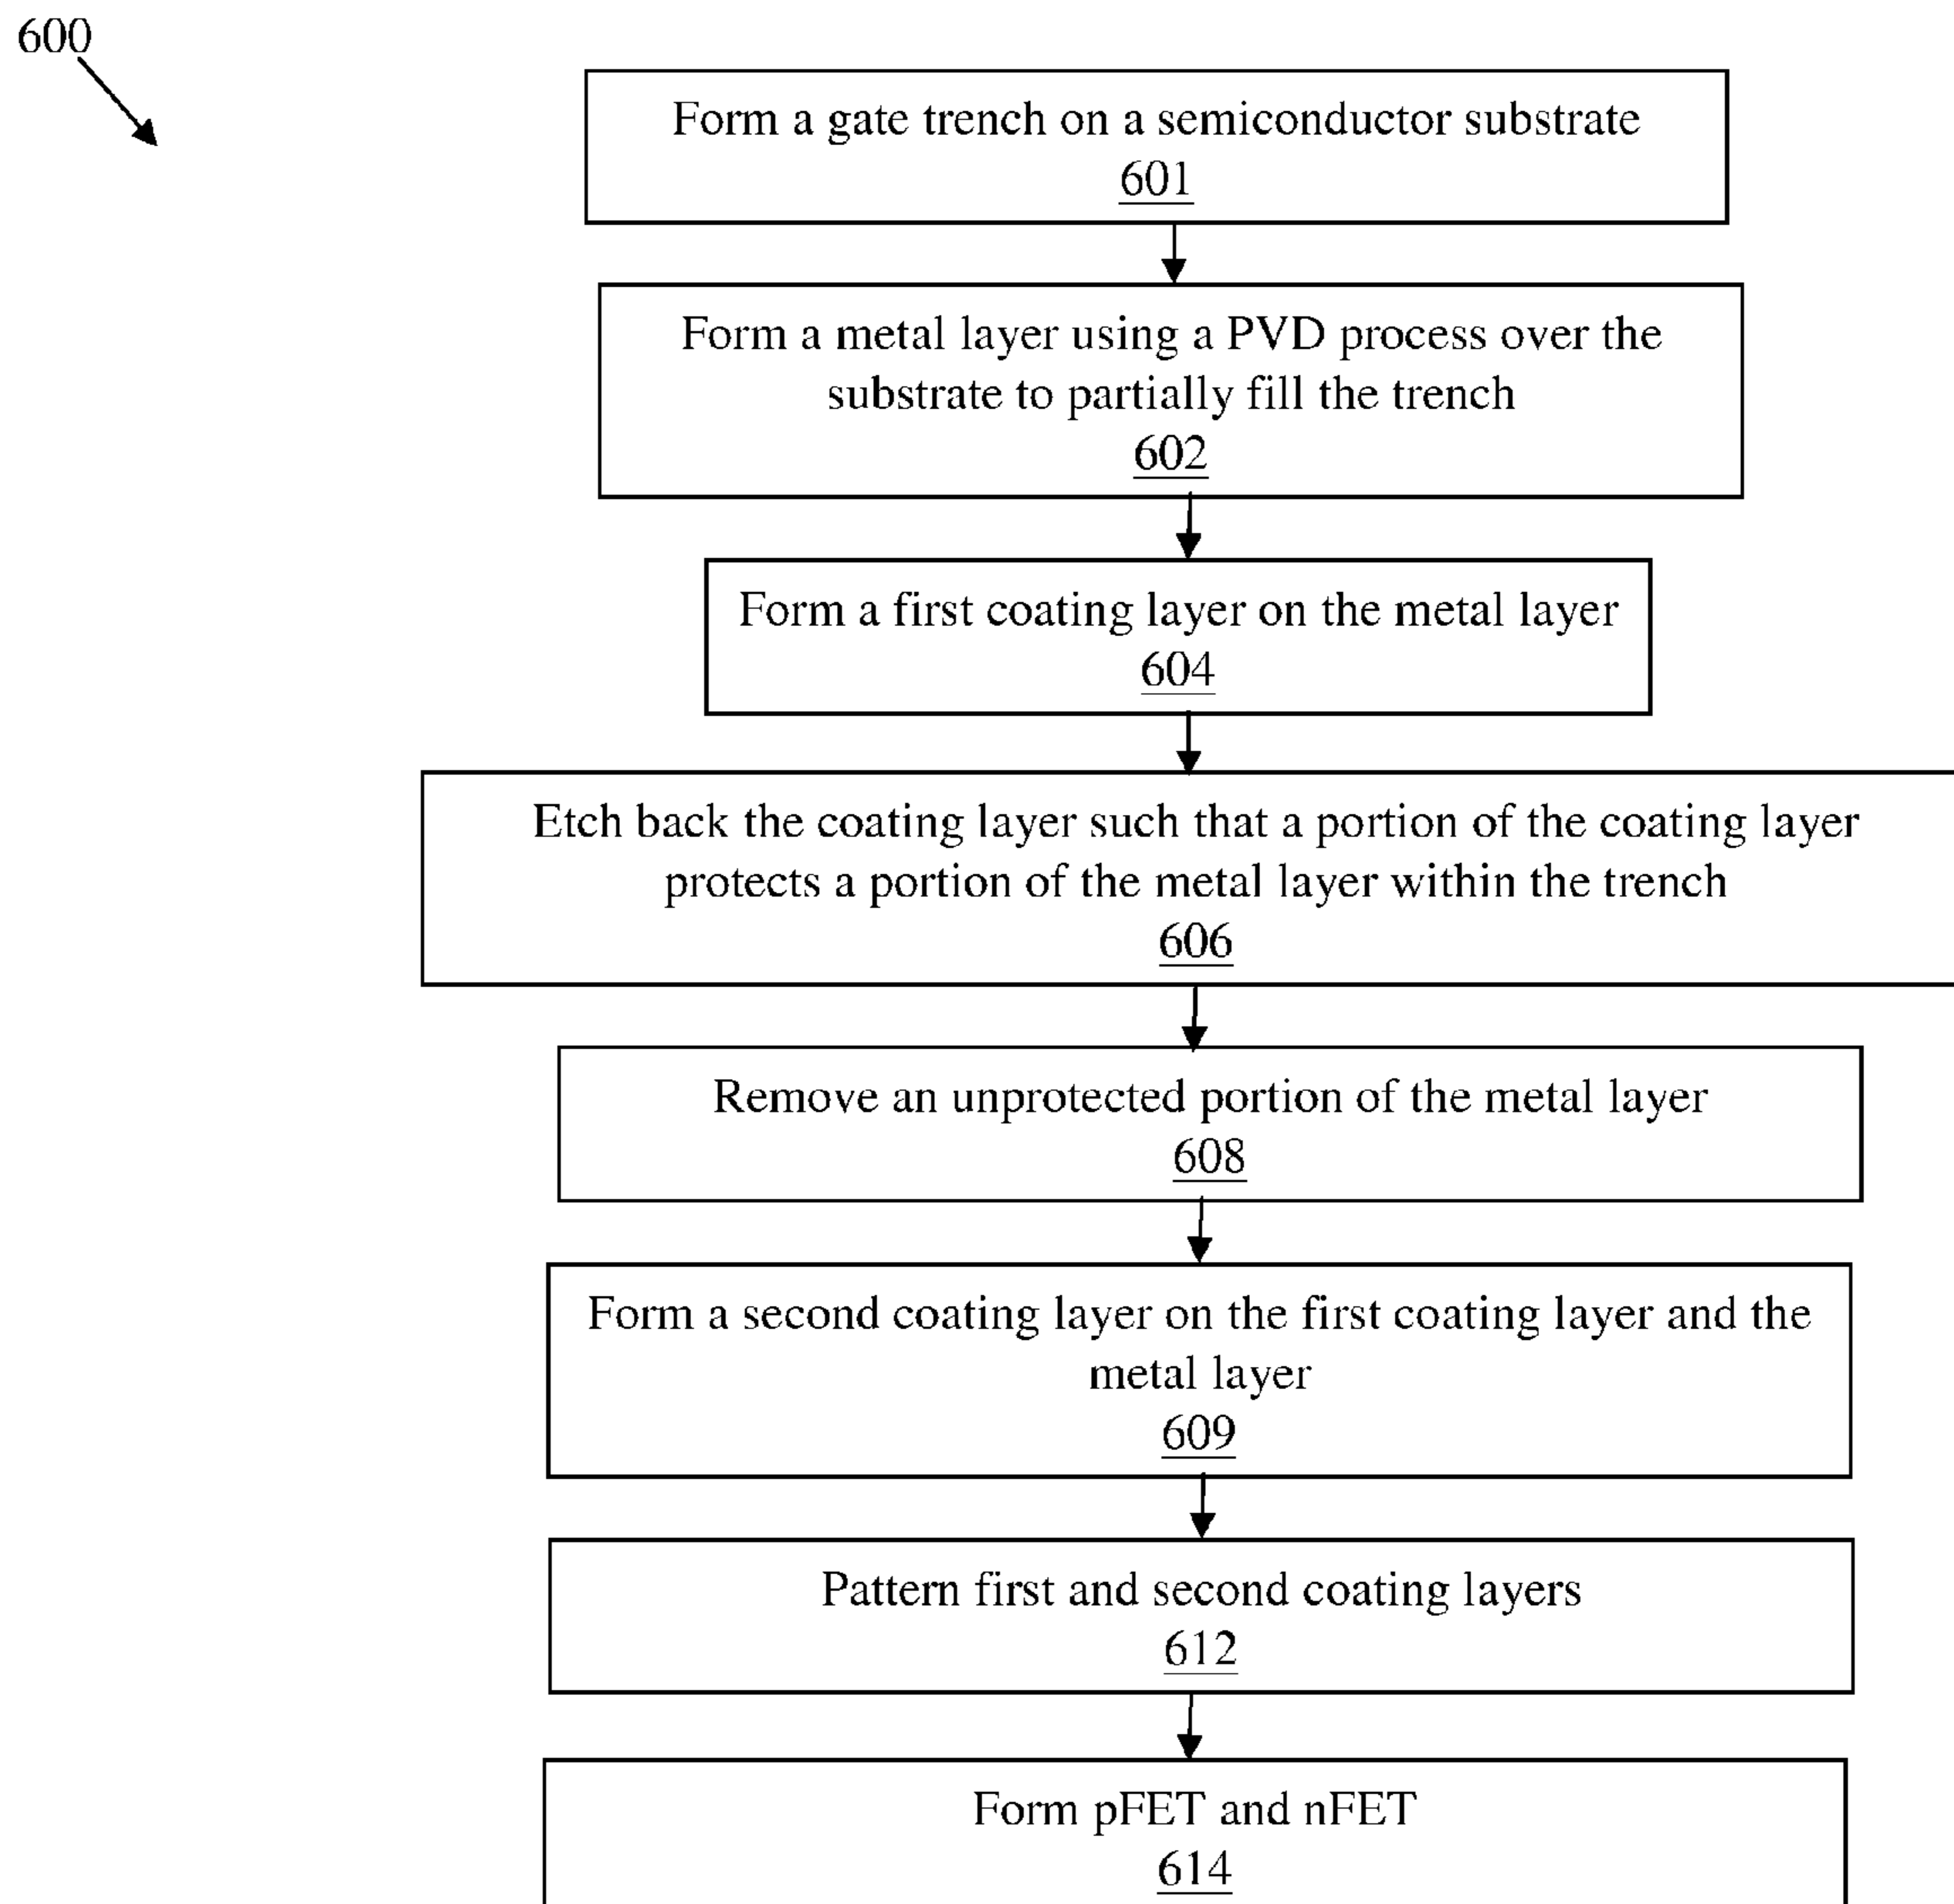 600
Form a gate trench on a semiconductor substrate
601
Form a metal layer using a PVD process over the
substrate to partially fill the trench
602
Form a first coating layer on the metal layer
604
Etch back the coating layer such that a portion of the coating layer
protects a portion of the metal layer within the trench
606
Remove an unprotected portion of the metal layer
608
Form a second coating layer on the first coating layer and the
metal layer
609
Pattern first and second coating layers
612
Form pFET and nFET
614